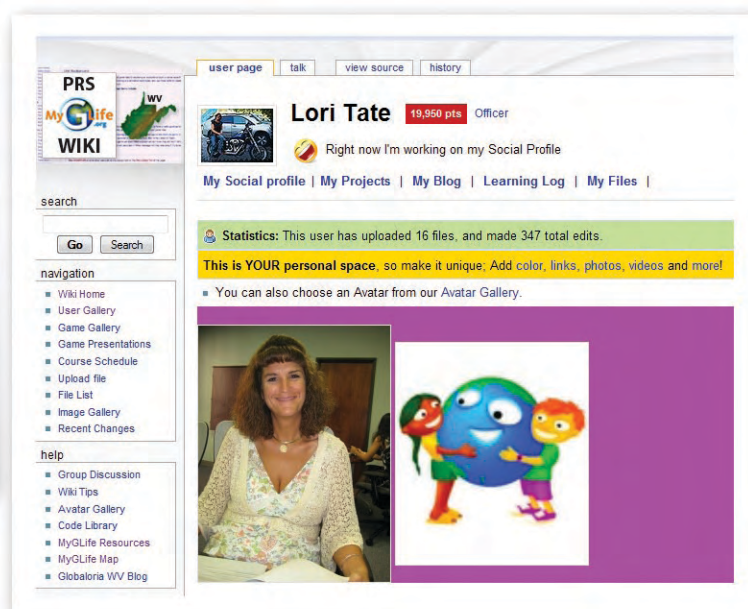 user page talk view source history
PRS
MyGLife
.org
WV
WIKI
Lori Tate 19,950 pts Officer
Right now I'm working on my Social Profile
My Social profile | My Projects | My Blog | Learning Log | My Files |
search
Go Search
Statistics: This user has uploaded 16 files, and made 347 total edits.
This is YOUR personal space, so make it unique; Add color, links, photos, videos and more!
You can also choose an Avatar from our Avatar Gallery.
navigation
Wiki Home
User Gallery
Game Gallery
Game Presentations
Course Schedule
Upload file
File List
Image Gallery
Recent Changes
help
Group Discussion
Wiki Tips
Avatar Gallery
Code Library
MyGLife Resources
MyGLife Map
Globaloria WV Blog